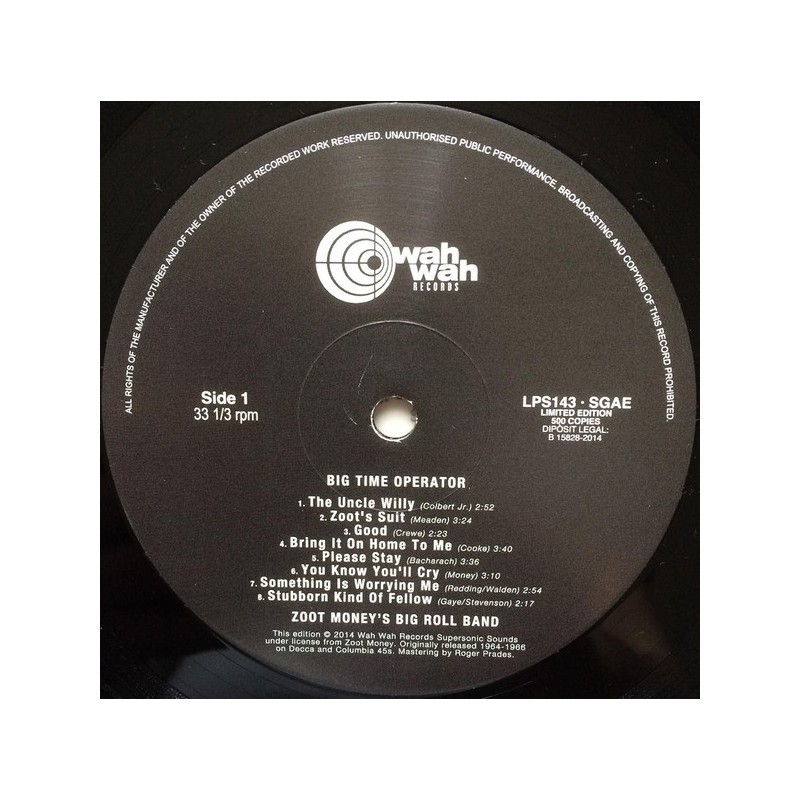 ALL RIGHTS OF THE MANUFACTURER AND OF THE OWNER OF THE RECORDED WORK RESERVED. UNAUTHORISED PUBLIC PERFORMANCE, BROADCASTING AND COPYING OF THIS RECORD PROHIBITED.
wah
wah
RECORDS
Side 1
33 1/3 rpm
LPS143 · SGAE
LIMITED EDITION
500 COPIES
DIPÒSIT LEGAL:
B 15828-2014
BIG TIME OPERATOR
1. The Uncle Willy (Colbert Jr.) 2:52
2. Zoot's Suit (Meaden) 3:24
3. Good (Crewe) 2:23
4. Bring It On Home To Me (Cooke) 3:40
5. Please Stay (Bacharach) 3:36
6. You Know You'll Cry (Money) 3:10
7. Something Is Worrying Me (Redding/Walden) 2:54
8. Stubborn Kind Of Fellow (Gaye/Stevenson) 2:17
ZOOT MONEY'S BIG ROLL BAND
This edition © 2014 Wah Wah Records Supersonic Sounds
under license from Zoot Money. Originally released 1964-1966
on Decca and Columbia 45s. Mastering by Roger Prades.